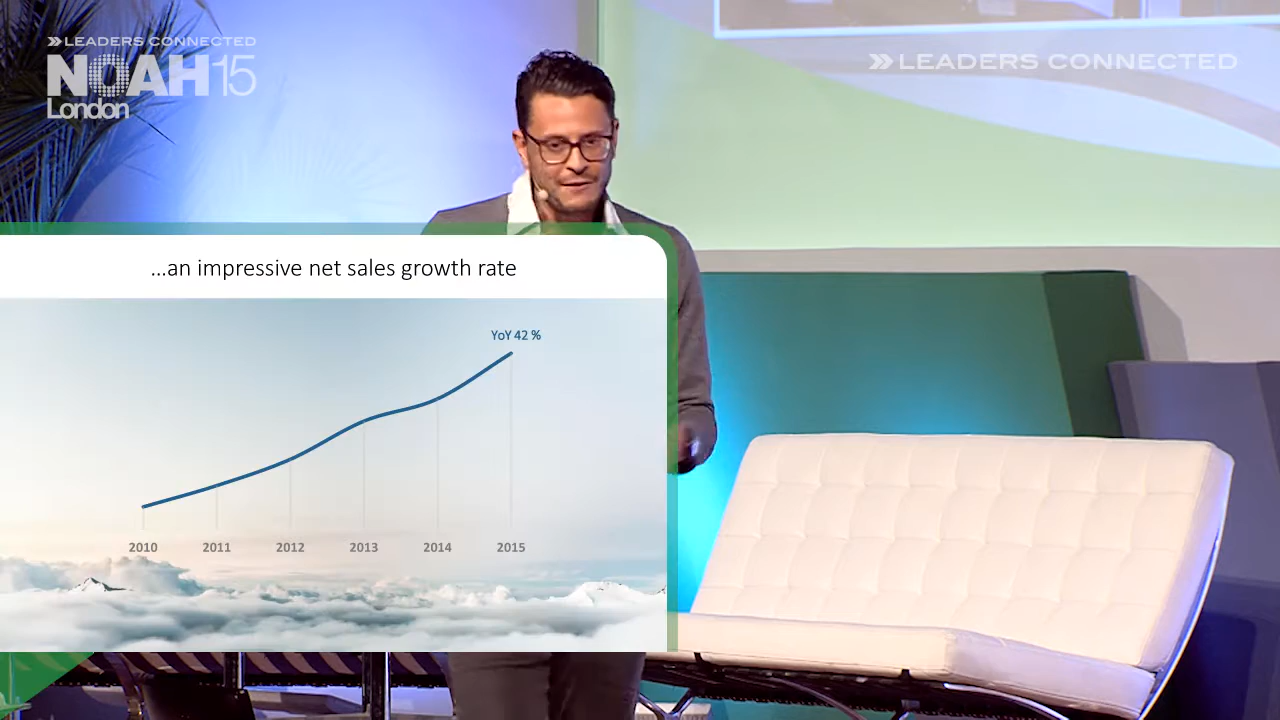 LEADERS CONNECTED
NOAH15
London
LEADERS CONNECTED
...an impressive net sales growth rate
YoY 42 %
2010 2011 2012 2013 2014 2015